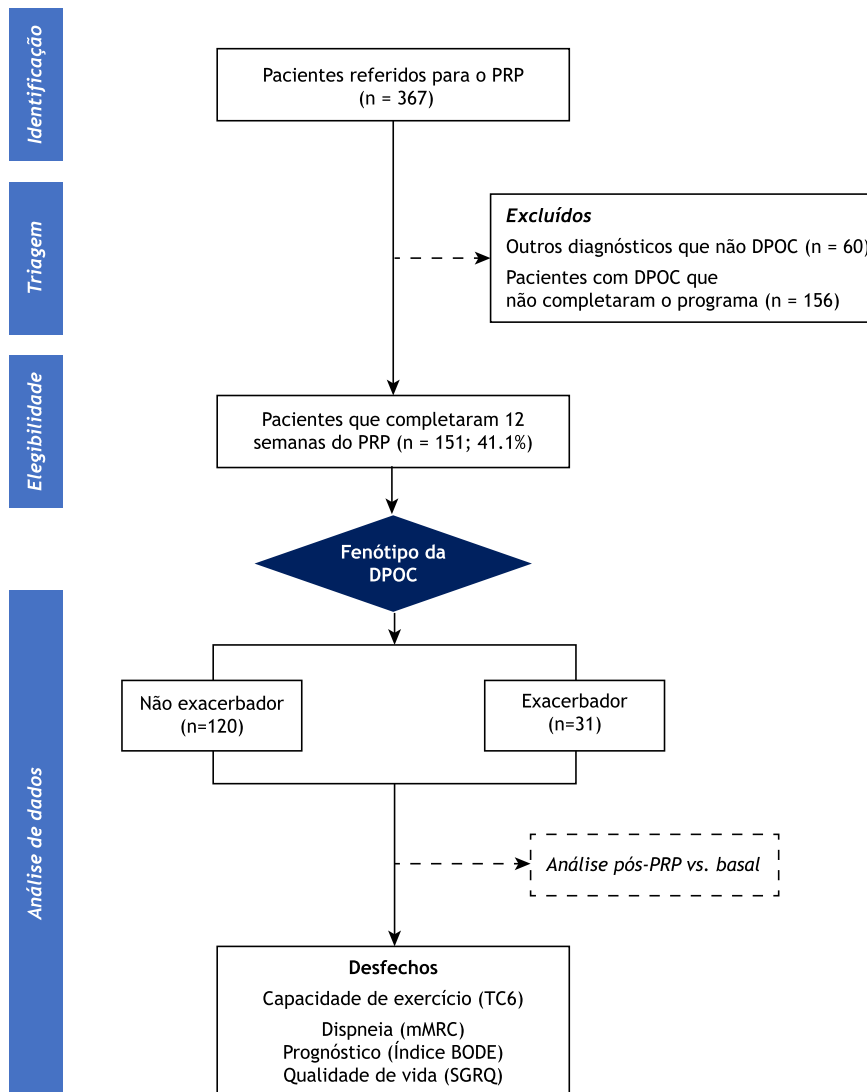 Identificação
Pacientes referidos para o PRP
(n = 367)
Triagem
Excluídos
Outros diagnósticos que não DPOC (n = 60)
Pacientes com DPOC que
não completaram o programa (n = 156)
Elegibilidade
Pacientes que completaram 12
semanas do PRP (n = 151; 41.1%)
Fenótipo da
DPOC
Análise de dados
Não exacerbador
(n=120)
Exacerbador
(n=31)
Análise pós-PRP vs. basal
Desfechos
Capacidade de exercício (TC6)
Dispneia (mMRC)
Prognóstico (Índice BODE)
Qualidade de vida (SGRQ)